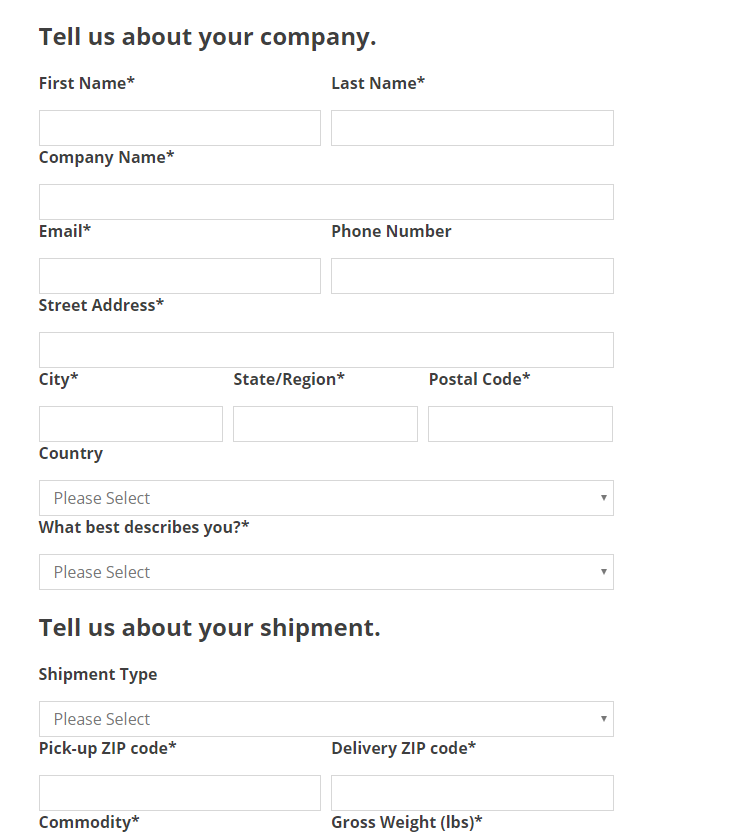 Tell us about your company.
First Name* Last Name*
Company Name*
Email* Phone Number
Street Address*
City* State/Region* Postal Code*
Country
Please Select
What best describes you?*
Please Select
Tell us about your shipment.
Shipment Type
Please Select
Pick-up ZIP code* Delivery ZIP code*
Commodity* Gross Weight (lbs)*